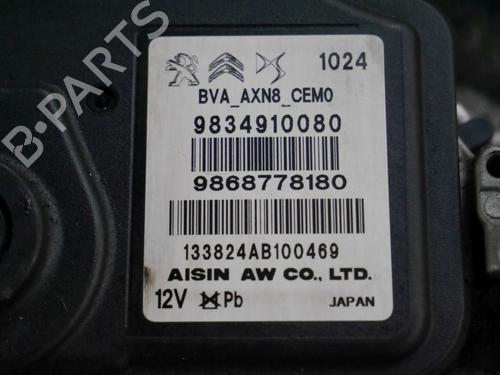 B-PARTS
1024
BVA_AXN8_CEM0
9834910080
9868778180
133824AB100469
AISIN AW CO., LTD.
12V Pb JAPAN